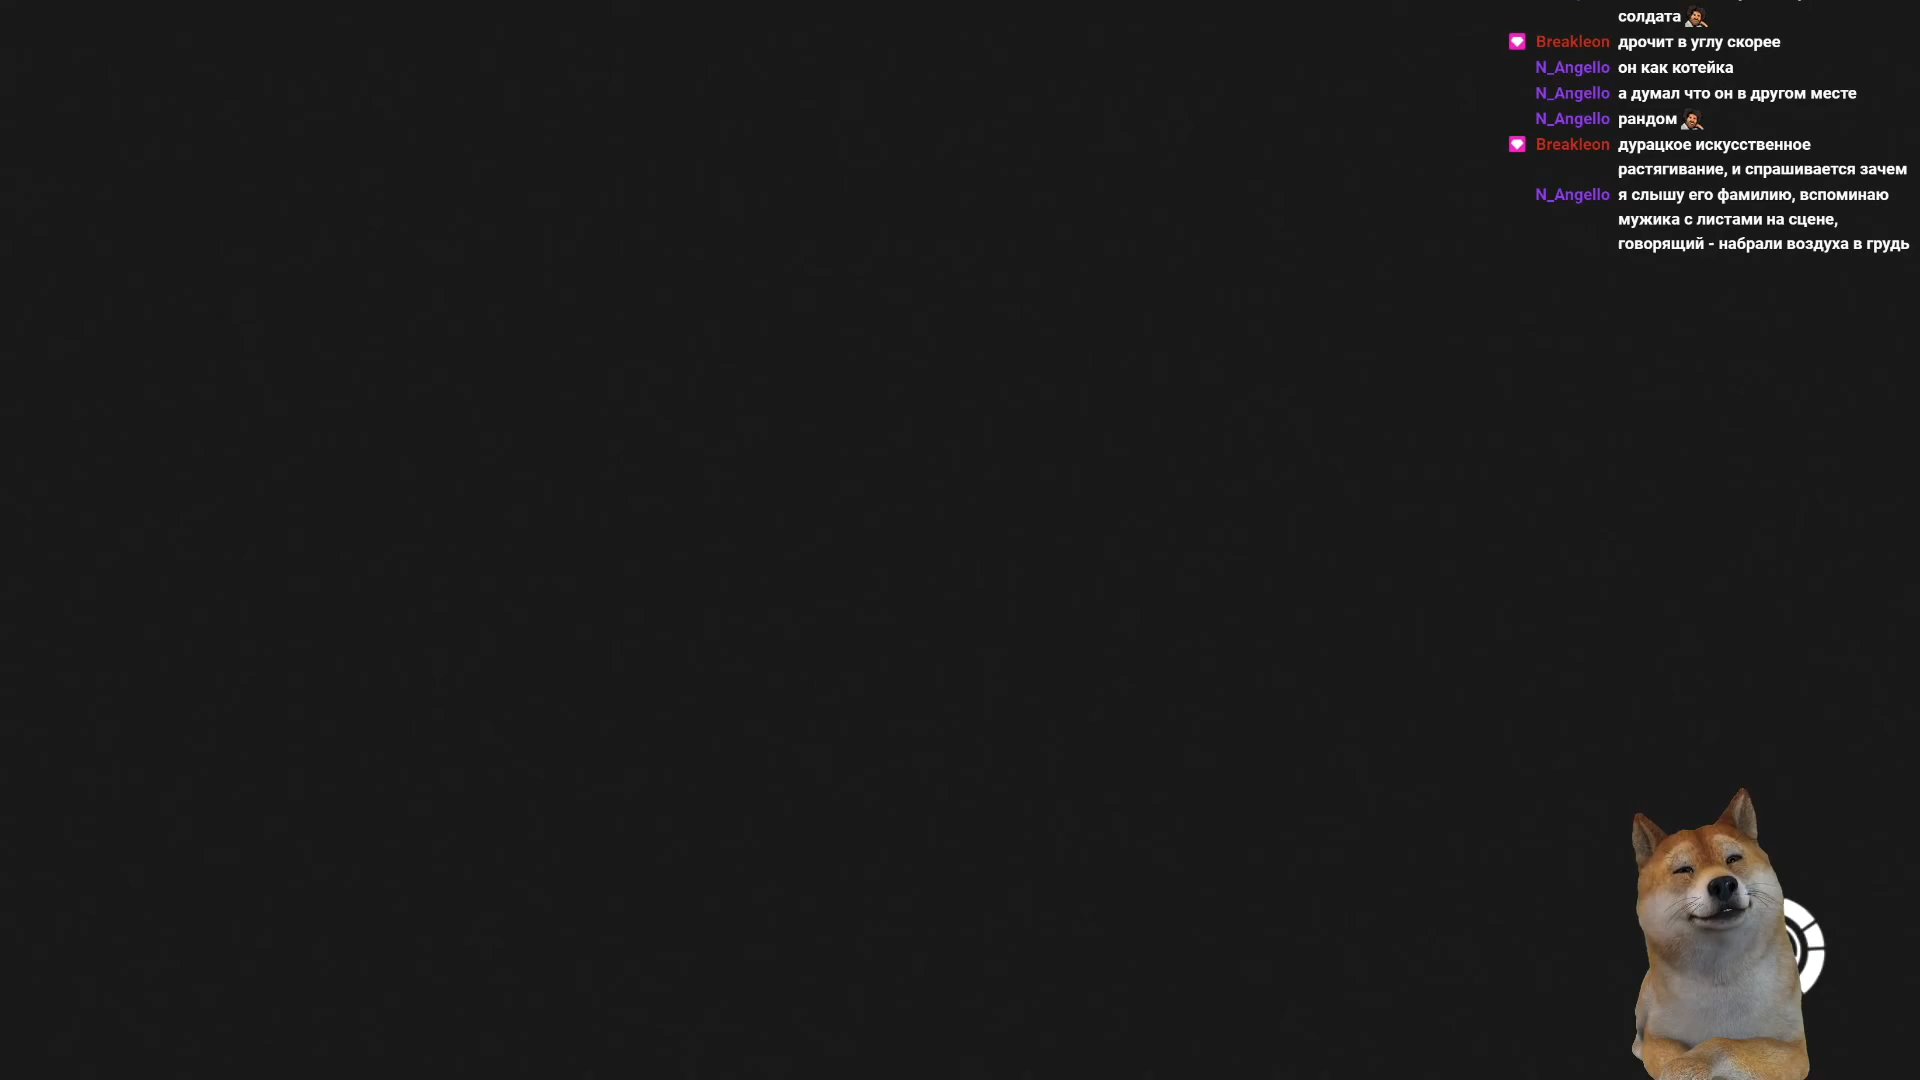 солдата
Breakleon дрочит в углу скорее
N_Angello он как котейка
N_Angello а думал что он в другом месте
N_Angello рандом
Breakleon дурацкое искусственное
растягивание, и спрашивается зачем
N_Angello я слышу его фамилию, вспоминаю
мужика с листами на сцене,
говорящий - набрали воздуха в грудь